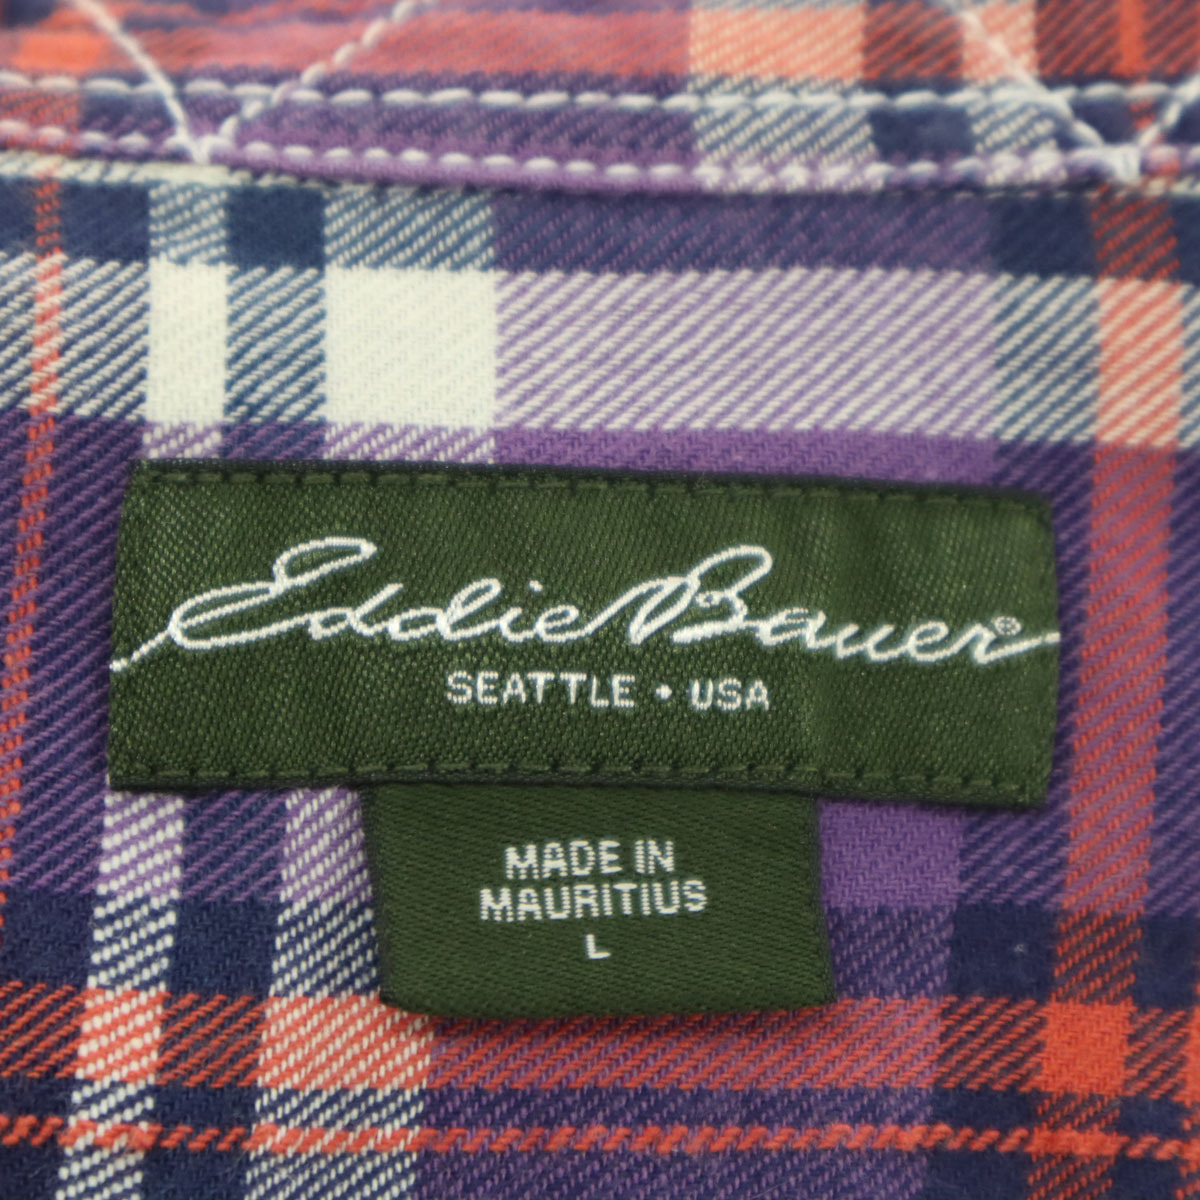 Eddie Bauer®
SEATTLE • USA
MADE IN
MAURITIUS
L